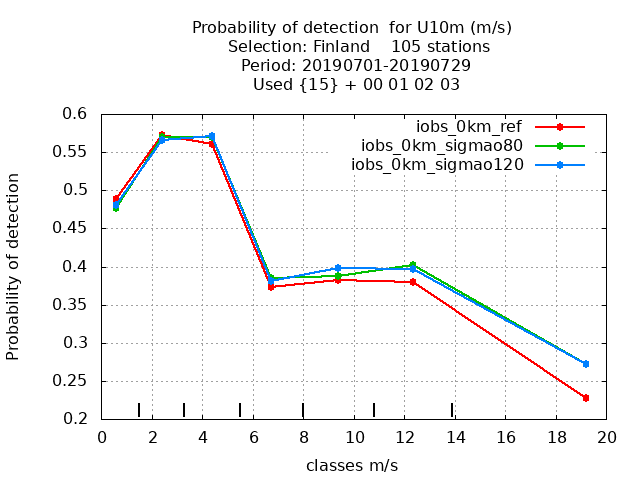 Probability of detection  for U10m (m/s)
Selection: Finland    105 stations
Period: 20190701-20190729
Used {15} + 00 01 02 03
iobs_0km_ref
iobs_0km_sigmao80
iobs_0km_sigmao120
Probability of detection
0.6
0.55
0.5
0.45
0.4
0.35
0.3
0.25
0.2
0 2 4 6 8 10 12 14 16 18 20
classes m/s